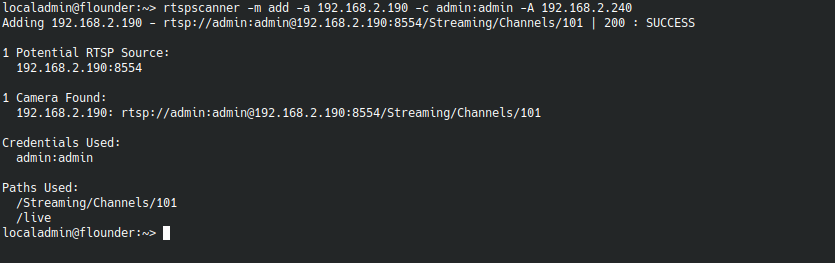 localadmin@flounder:~> rtspscanner -m add -a 192.168.2.190 -c admin:admin -A 192.168.2.240
Adding 192.168.2.190 - rtsp://admin:admin@192.168.2.190:8554/Streaming/Channels/101 | 200 : SUCCESS
1 Potential RTSP Source:
192.168.2.190:8554
1 Camera Found:
192.168.2.190: rtsp://admin:admin@192.168.2.190:8554/Streaming/Channels/101
Credentials Used:
admin:admin
Paths Used:
/Streaming/Channels/101
/live
localadmin@flounder:~>